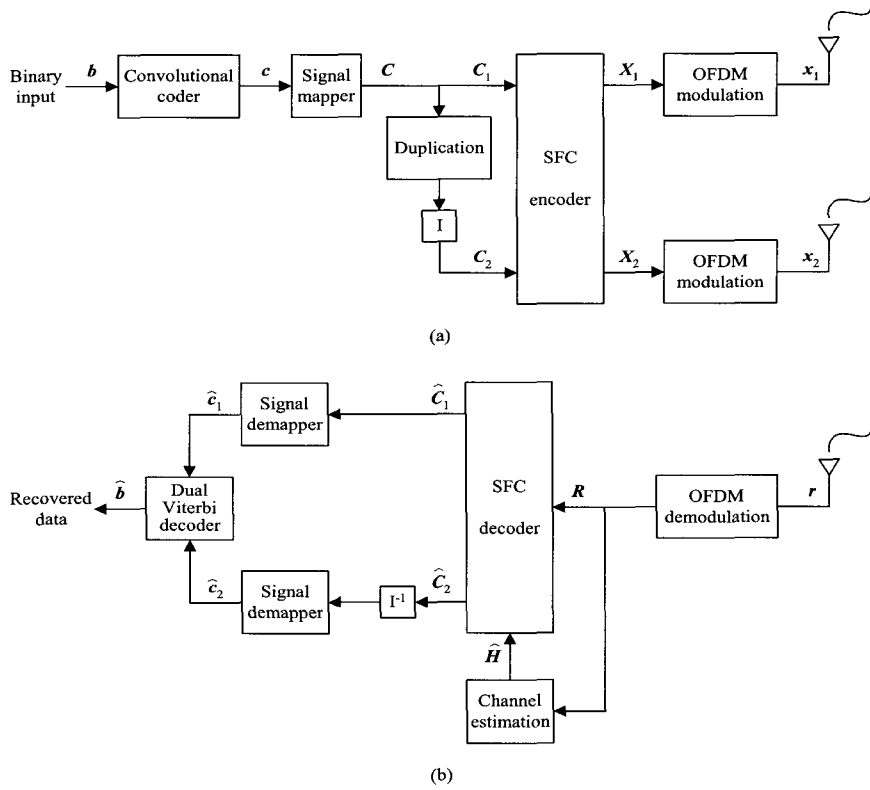 Binary
input
b
Convolutional
coder
c
Signal
mapper
C
C₁
Duplication
I
C₂
SFC
encoder
X₁
OFDM
modulation
x₁
X₂
OFDM
modulation
x₂
(a)
Recovered
data
b̂
Dual
Viterbi
decoder
ĉ₁
Signal
demapper
Ĉ₁
ĉ₂
Signal
demapper
I⁻¹
Ĉ₂
SFC
decoder
R
OFDM
demodulation
r
Ĥ
Channel
estimation
(b)